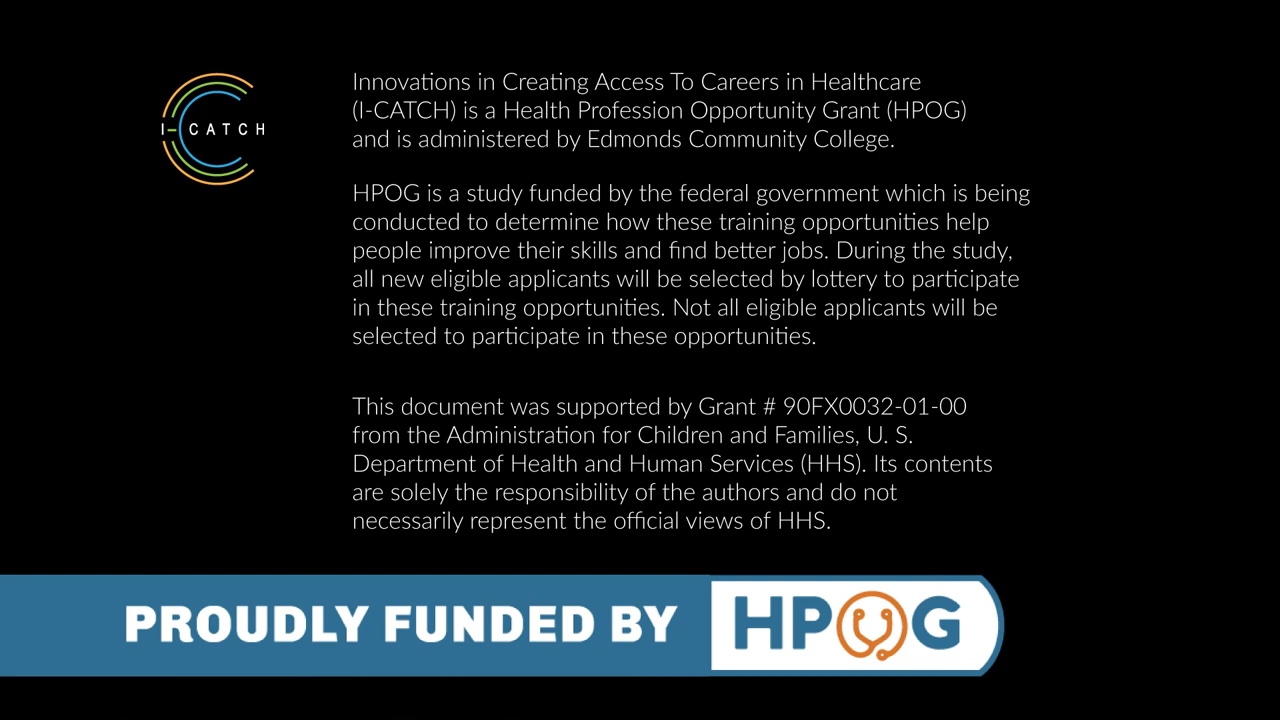 I-CATCH
Innovations in Creating Access To Careers in Healthcare
(I-CATCH) is a Health Profession Opportunity Grant (HPOG)
and is administered by Edmonds Community College.
HPOG is a study funded by the federal government which is being
conducted to determine how these training opportunities help
people improve their skills and find better jobs. During the study,
all new eligible applicants will be selected by lottery to participate
in these training opportunities. Not all eligible applicants will be
selected to participate in these opportunities.
This document was supported by Grant # 90FX0032-01-00
from the Administration for Children and Families, U. S.
Department of Health and Human Services (HHS). Its contents
are solely the responsibility of the authors and do not
necessarily represent the official views of HHS.
PROUDLY FUNDED BY HPOG